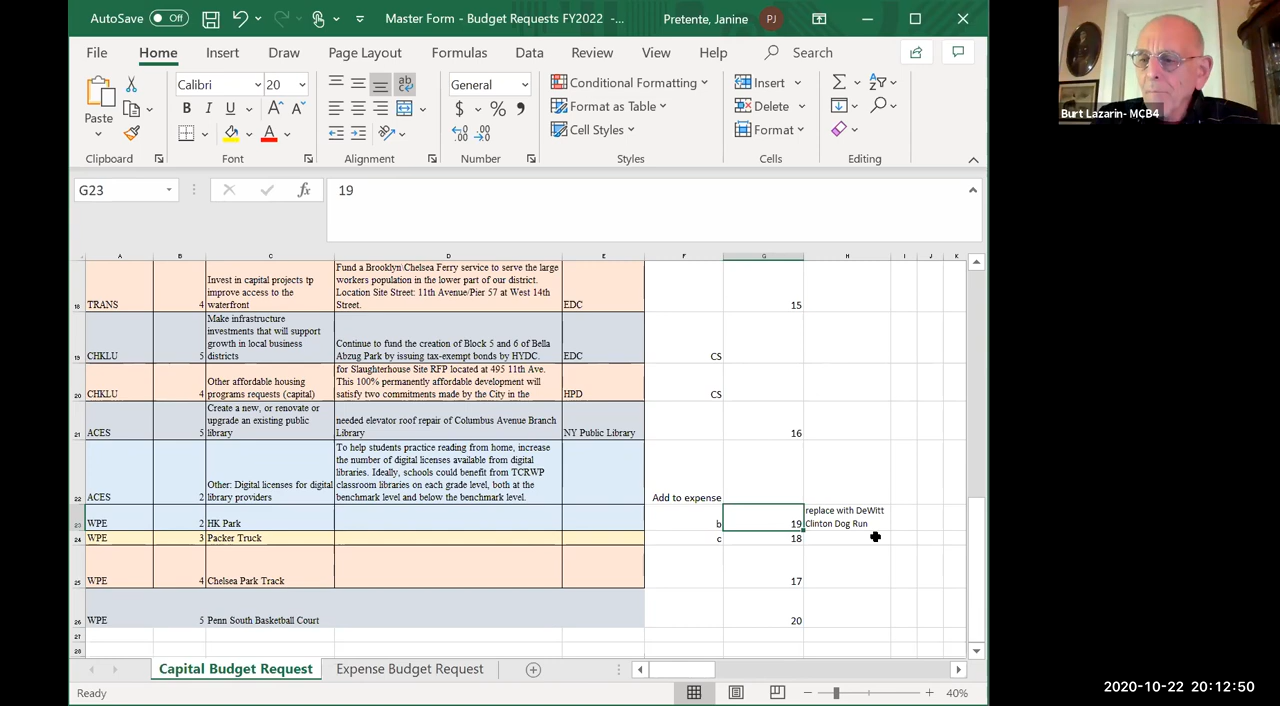 AutoSave Off Master Form - Budget Requests FY2022 -... Pretente, Janine PJ
File Home Insert Draw Page Layout Formulas Data Review View Help Search
Paste
Calibri 20
B I U
General
$ % ,
Conditional Formatting
Format as Table
Cell Styles
Insert
Delete
Format
Clipboard Font Alignment Number Styles Cells Editing
G23 fx 19
A B C D E F G H I J K
18 TRANS 4 Invest in capital projects tp
improve access to the
waterfront
Fund a Brooklyn\Chelsea Ferry service to serve the large
workers population in the lower part of our district.
Location Site Street: 11th Avenue/Pier 57 at West 14th
Street.
EDC 15
19 CHKLU 5 Make infrastructure
investments that will support
growth in local business
districts
Continue to fund the creation of Block 5 and 6 of Bella
Abzug Park by issuing tax-exempt bonds by HYDC.
EDC CS
20 CHKLU 4 Other affordable housing
programs requests (capital)
for Slaughterhouse Site RFP located at 495 11th Ave.
This 100% permanently affordable development will
satisfy two commitments made by the City in the
HPD CS
21 ACES 5 Create a new, or renovate or
upgrade an existing public
library
needed elevator roof repair of Columbus Avenue Branch
Library
NY Public Library 16
22 ACES 2 Other: Digital licenses for digital
library providers
To help students practice reading from home, increase
the number of digital licenses available from digital
libraries. Ideally, schools could benefit from TCRWP
classroom libraries on each grade level, both at the
benchmark level and below the benchmark level.
Add to expense
23 WPE 2 HK Park b 19 replace with DeWitt
Clinton Dog Run
24 WPE 3 Packer Truck c 18
25 WPE 4 Chelsea Park Track 17
26 WPE 5 Penn South Basketball Court 20
27
28
Capital Budget Request Expense Budget Request
Ready 40%
Burt Lazarin- MCB4
2020-10-22 20:12:50